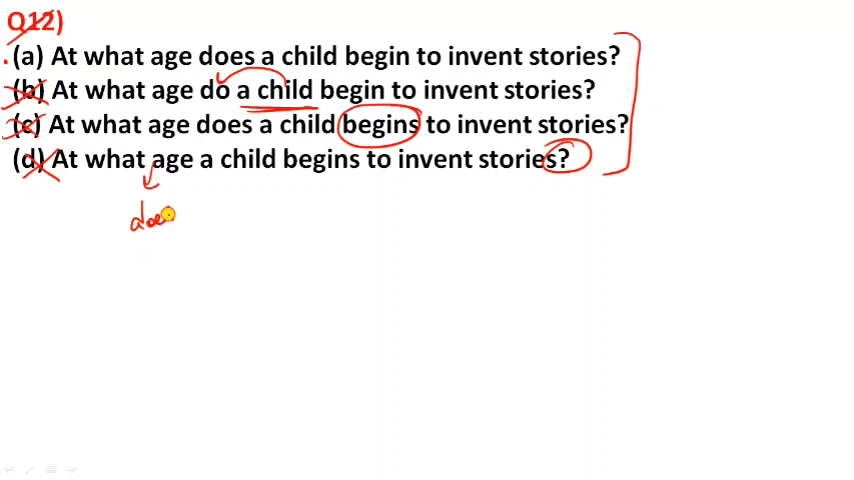 Q12)
(a) At what age does a child begin to invent stories?
(b) At what age do a child begin to invent stories?
(c) At what age does a child begins to invent stories?
(d) At what age a child begins to invent stories?
doe